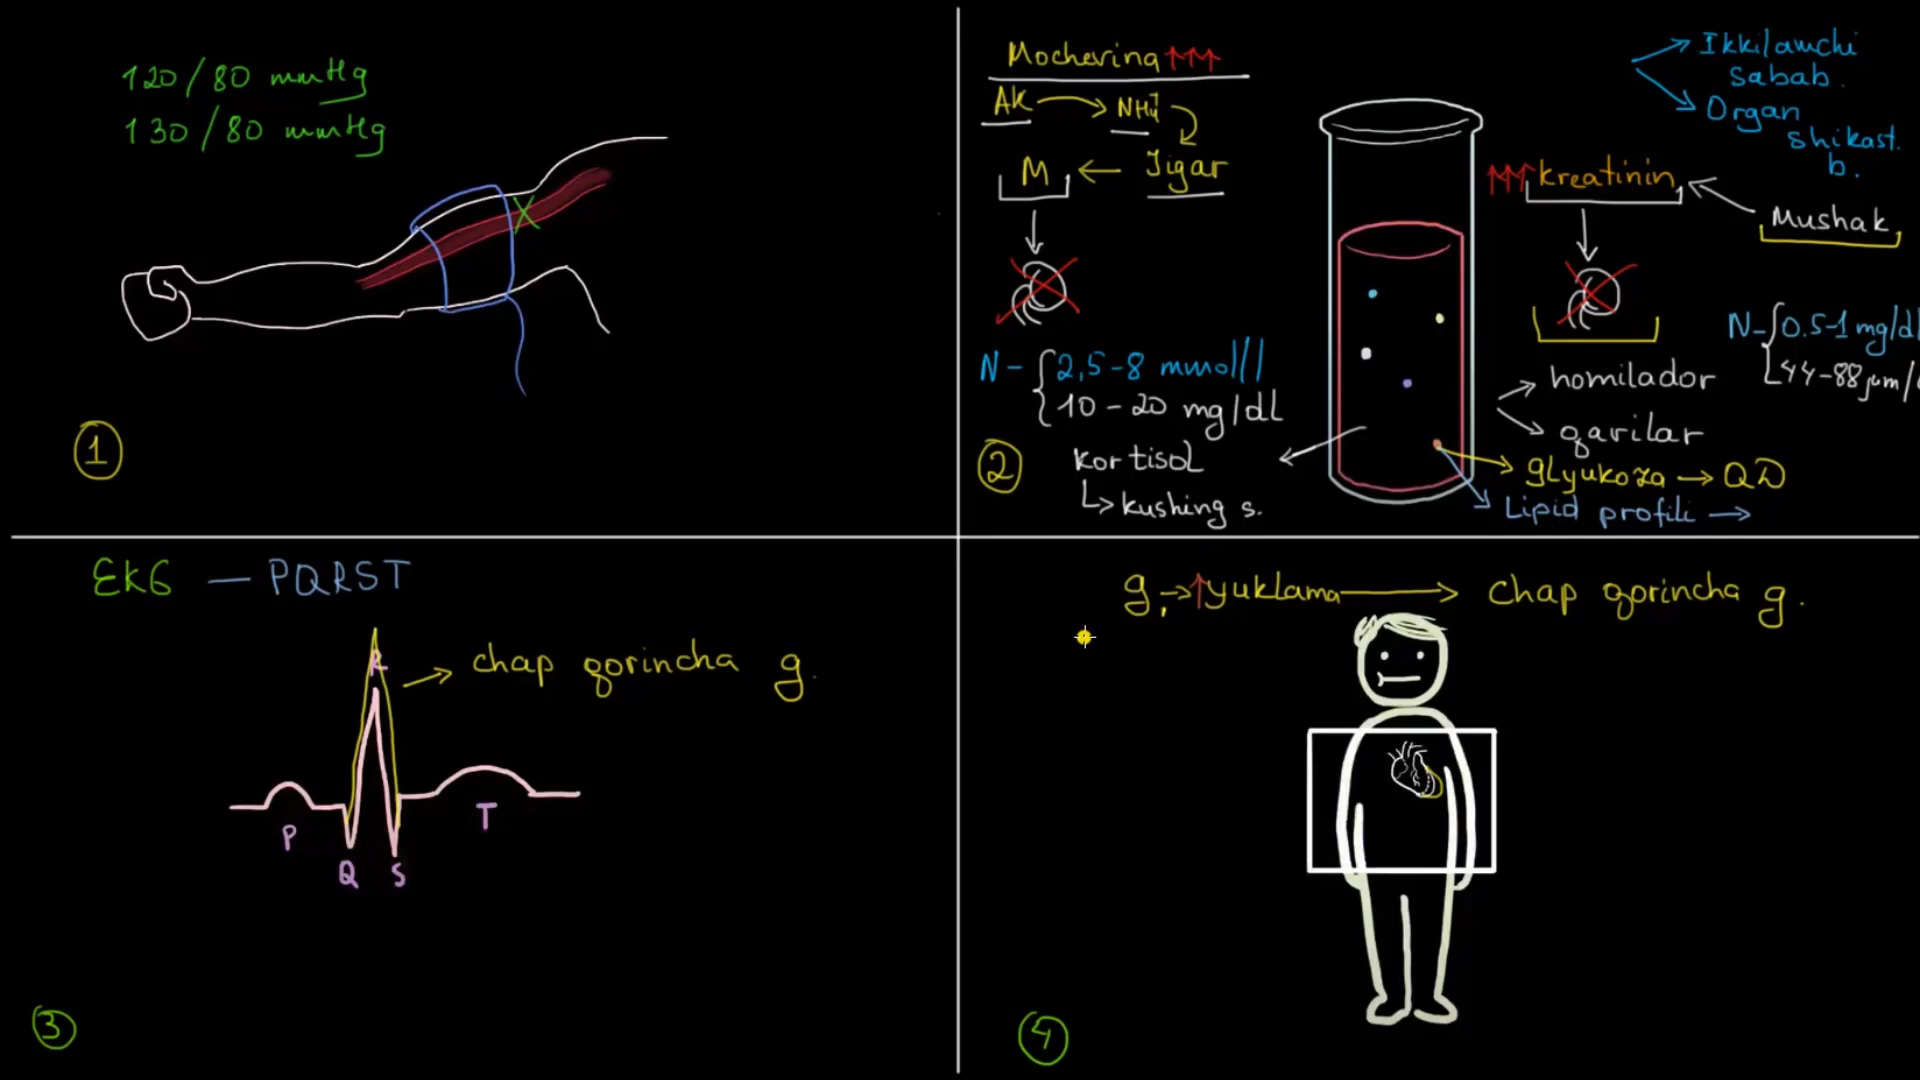 120/80 mmHg
130/80 mmHg
1
Mochevina ↑↑↑
AK → NH4
M ← Jigar
N - { 2,5-8 mmol/l
10-20 mg/dl
kortisol
↳ kushing s.
2
Ikkilamchi
sabab.
Organ
shikast.
b.
↑↑↑ kreatinin
Mushak
N - { 0.5-1 mg/dl
44-88 µm/
homilador
qarilar
glyukoza → QD
Lipid profili →
EKG — PQRST
R
chap qorincha g.
P
T
Q
S
3
g. → ↑yuklama → chap qorincha g.
4